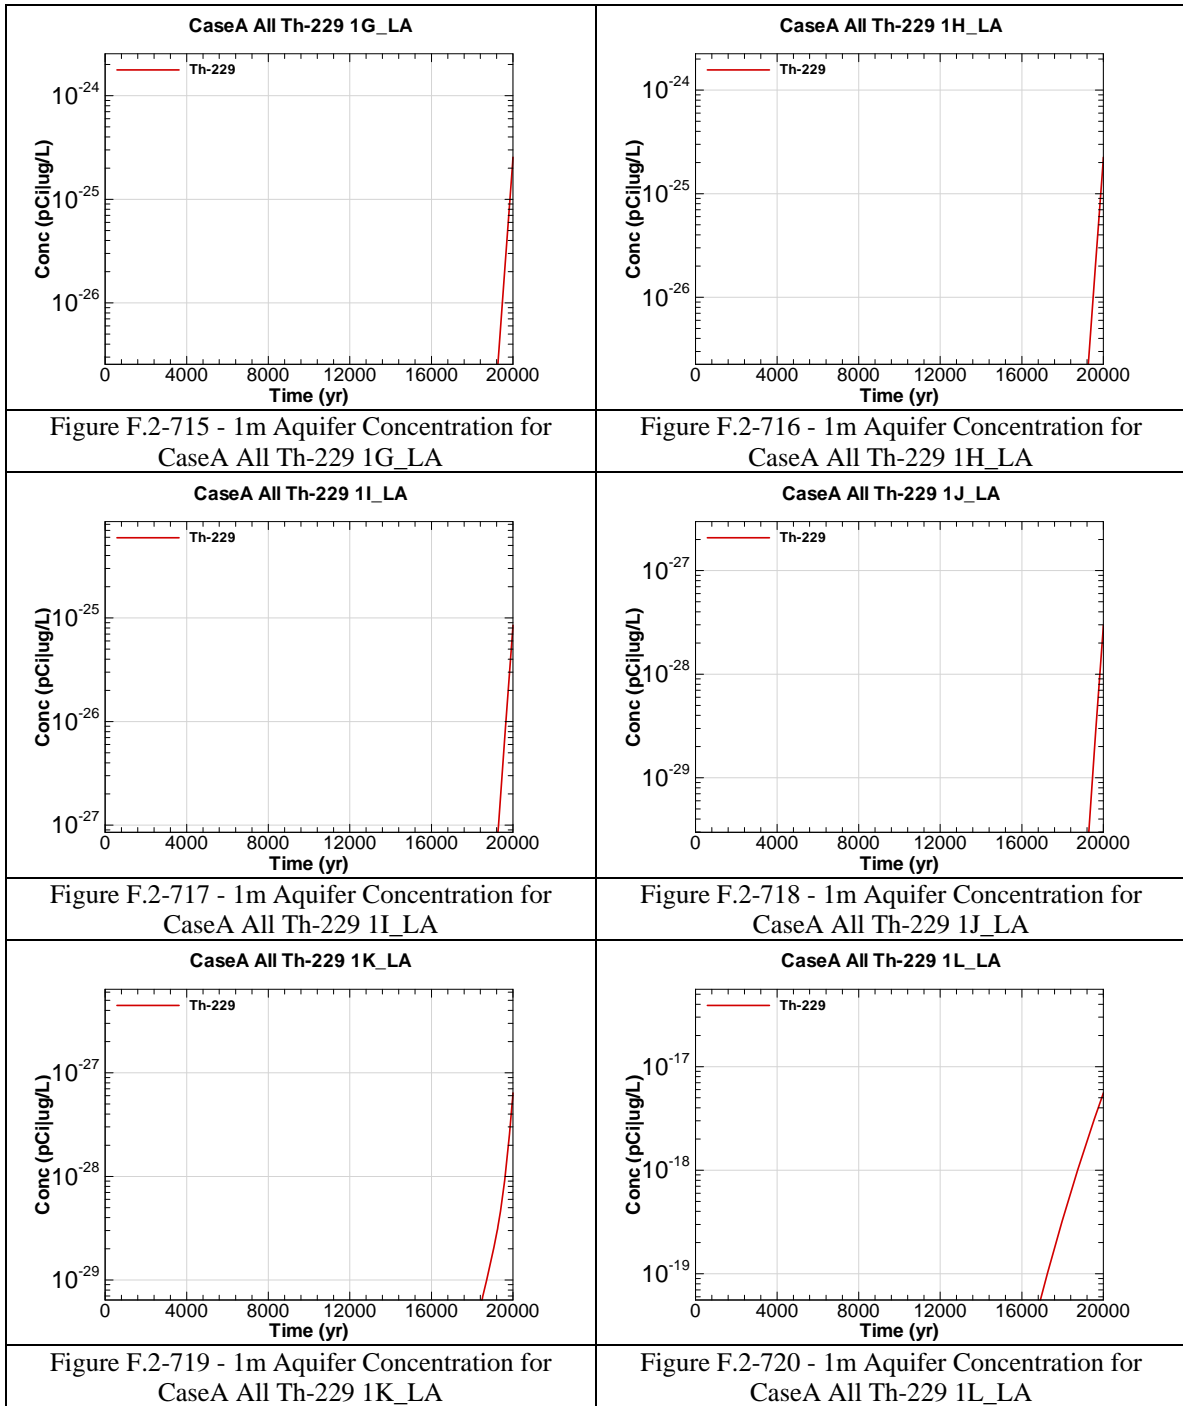 CaseA All Th-229 1G_LA
Th-229
10-24
10-25
10-26
Conc (pCi|ug/L)
0 4000 8000 12000 16000 20000
Time (yr)
Figure F.2-715 - 1m Aquifer Concentration for
CaseA All Th-229 1G_LA
CaseA All Th-229 1H_LA
Th-229
10-24
10-25
10-26
Conc (pCi|ug/L)
0 4000 8000 12000 16000 20000
Time (yr)
Figure F.2-716 - 1m Aquifer Concentration for
CaseA All Th-229 1H_LA
CaseA All Th-229 1I_LA
Th-229
10-25
10-26
10-27
Conc (pCi|ug/L)
0 4000 8000 12000 16000 20000
Time (yr)
Figure F.2-717 - 1m Aquifer Concentration for
CaseA All Th-229 1I_LA
CaseA All Th-229 1J_LA
Th-229
10-27
10-28
10-29
Conc (pCi|ug/L)
0 4000 8000 12000 16000 20000
Time (yr)
Figure F.2-718 - 1m Aquifer Concentration for
CaseA All Th-229 1J_LA
CaseA All Th-229 1K_LA
Th-229
10-27
10-28
10-29
Conc (pCi|ug/L)
0 4000 8000 12000 16000 20000
Time (yr)
Figure F.2-719 - 1m Aquifer Concentration for
CaseA All Th-229 1K_LA
CaseA All Th-229 1L_LA
Th-229
10-17
10-18
10-19
Conc (pCi|ug/L)
0 4000 8000 12000 16000 20000
Time (yr)
Figure F.2-720 - 1m Aquifer Concentration for
CaseA All Th-229 1L_LA